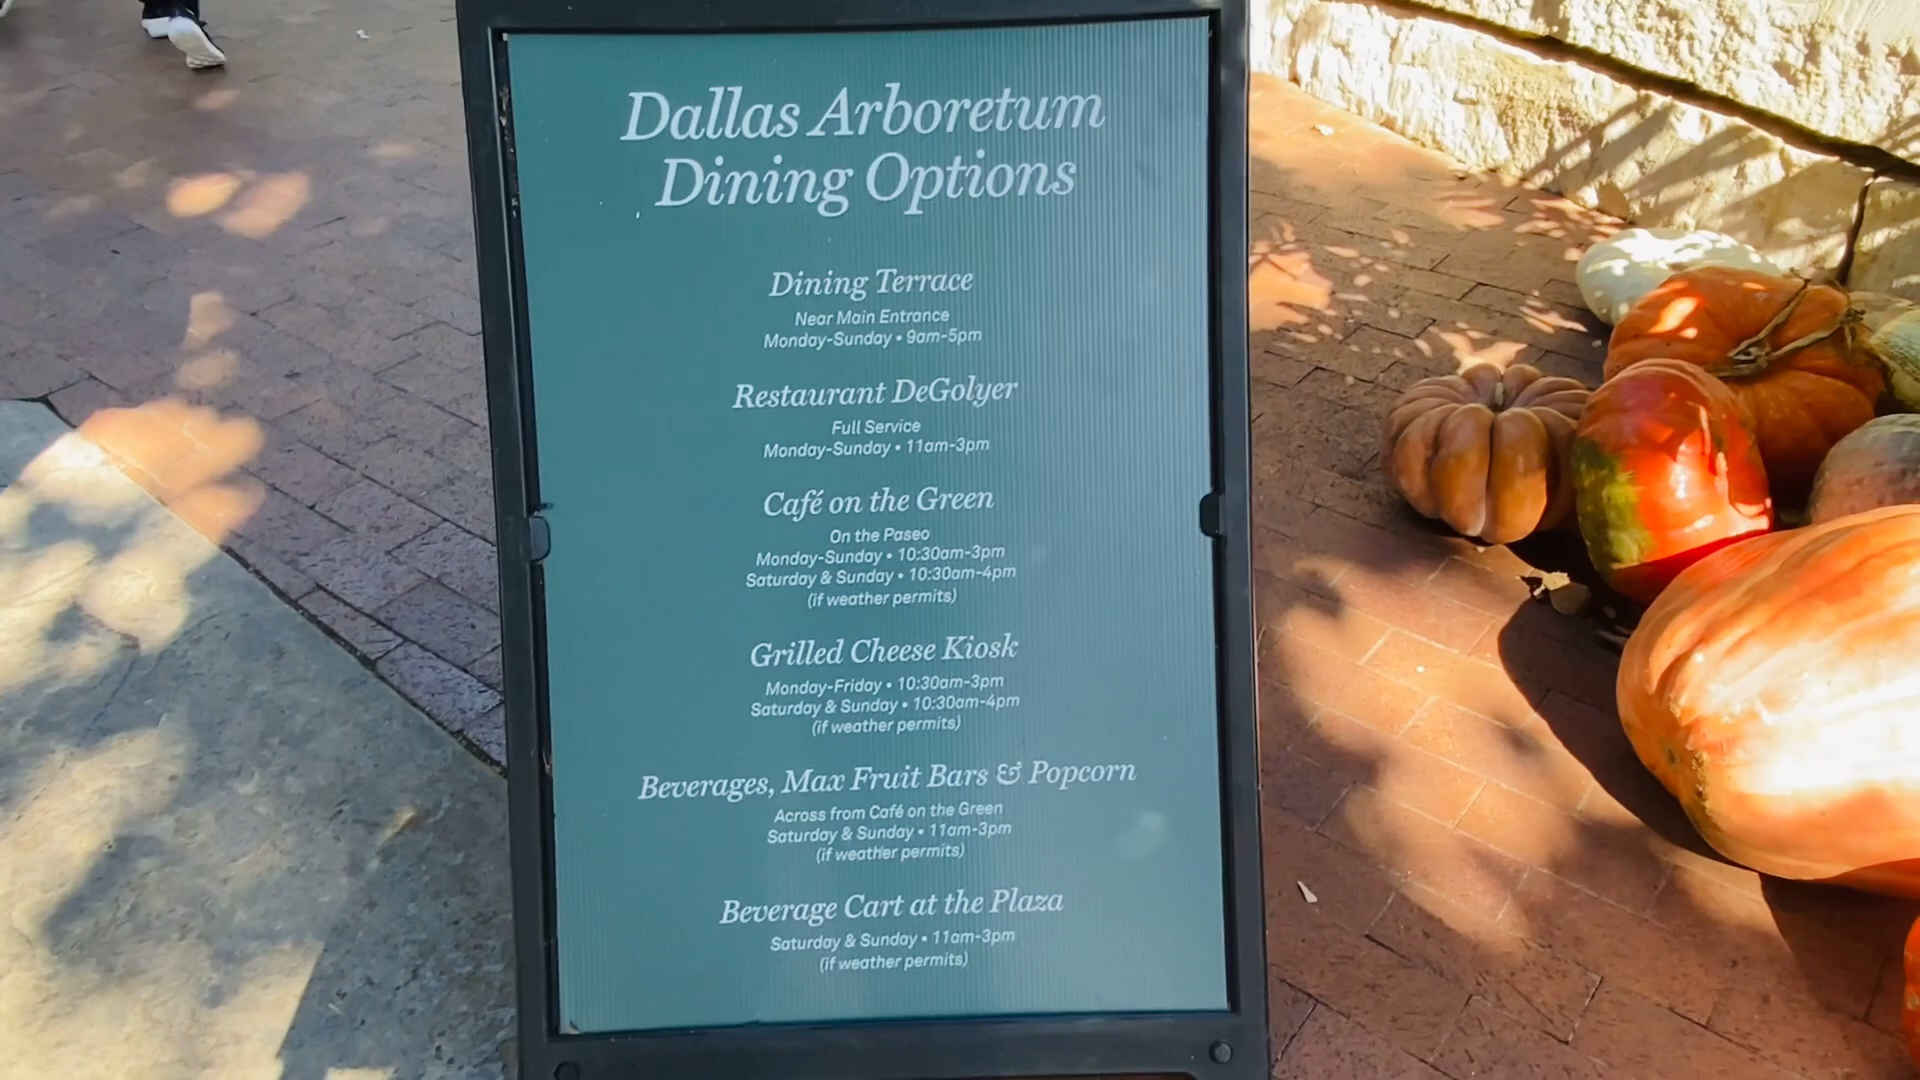 Dallas Arboretum
Dining Options
Dining Terrace
Near Main Entrance
Monday-Sunday • 9am-5pm
Restaurant DeGolyer
Full Service
Monday-Sunday • 11am-3pm
Café on the Green
On the Paseo
Monday-Sunday • 10:30am-3pm
Saturday & Sunday • 10:30am-4pm
(if weather permits)
Grilled Cheese Kiosk
Monday-Friday • 10:30am-3pm
Saturday & Sunday • 10:30am-4pm
(if weather permits)
Beverages, Max Fruit Bars & Popcorn
Across from Café on the Green
Saturday & Sunday • 11am-3pm
(if weather permits)
Beverage Cart at the Plaza
Saturday & Sunday • 11am-3pm
(if weather permits)